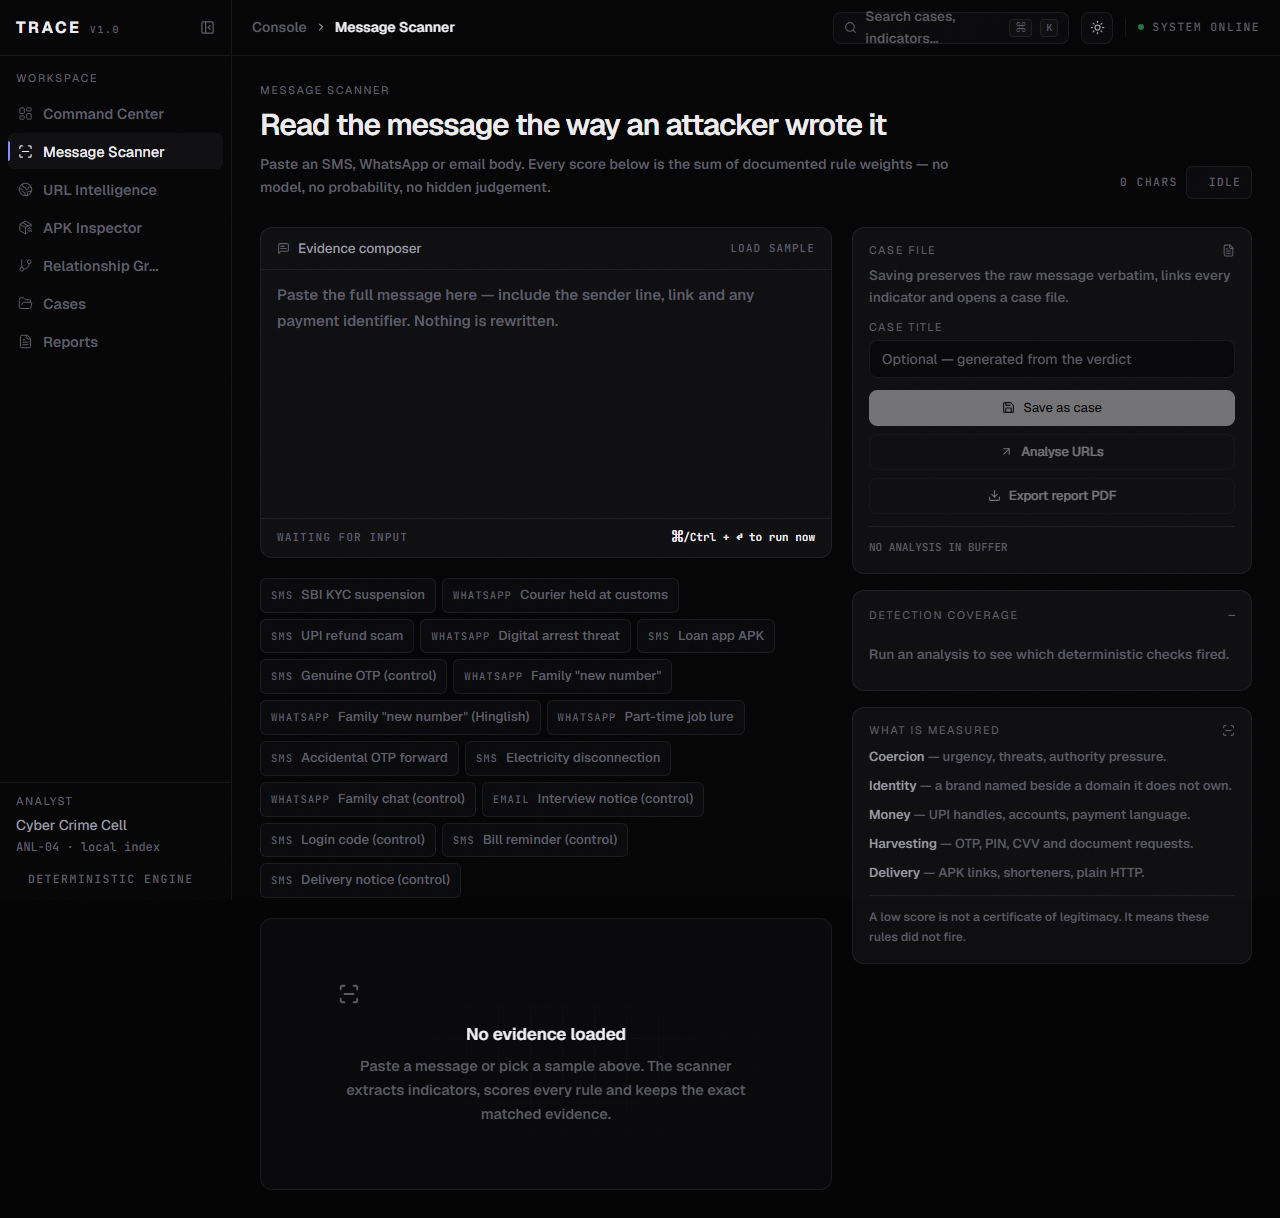 TRACE V1.0
WORKSPACE
Command Center
Message Scanner
URL Intelligence
APK Inspector
Relationship Gr...
Cases
Reports
ANALYST
Cyber Crime Cell
ANL-04 · local index
DETERMINISTIC ENGINE
Console > Message Scanner
Search cases, indicators...
⌘ K
SYSTEM ONLINE
MESSAGE SCANNER
Read the message the way an attacker wrote it
Paste an SMS, WhatsApp or email body. Every score below is the sum of documented rule weights — no
model, no probability, no hidden judgement.
0 CHARS IDLE
Evidence composer LOAD SAMPLE
Paste the full message here — include the sender line, link and any
payment identifier. Nothing is rewritten.
WAITING FOR INPUT ⌘/Ctrl + ⏎ to run now
SMS SBI KYC suspension WHATSAPP Courier held at customs
SMS UPI refund scam WHATSAPP Digital arrest threat SMS Loan app APK
SMS Genuine OTP (control) WHATSAPP Family "new number"
WHATSAPP Family "new number" (Hinglish) WHATSAPP Part-time job lure
SMS Accidental OTP forward SMS Electricity disconnection
WHATSAPP Family chat (control) EMAIL Interview notice (control)
SMS Login code (control) SMS Bill reminder (control)
SMS Delivery notice (control)
No evidence loaded
Paste a message or pick a sample above. The scanner
extracts indicators, scores every rule and keeps the exact
matched evidence.
CASE FILE
Saving preserves the raw message verbatim, links every
indicator and opens a case file.
CASE TITLE
Optional — generated from the verdict
Save as case
Analyse URLs
Export report PDF
NO ANALYSIS IN BUFFER
DETECTION COVERAGE —
Run an analysis to see which deterministic checks fired.
WHAT IS MEASURED
Coercion — urgency, threats, authority pressure.
Identity — a brand named beside a domain it does not own.
Money — UPI handles, accounts, payment language.
Harvesting — OTP, PIN, CVV and document requests.
Delivery — APK links, shorteners, plain HTTP.
A low score is not a certificate of legitimacy. It means these
rules did not fire.